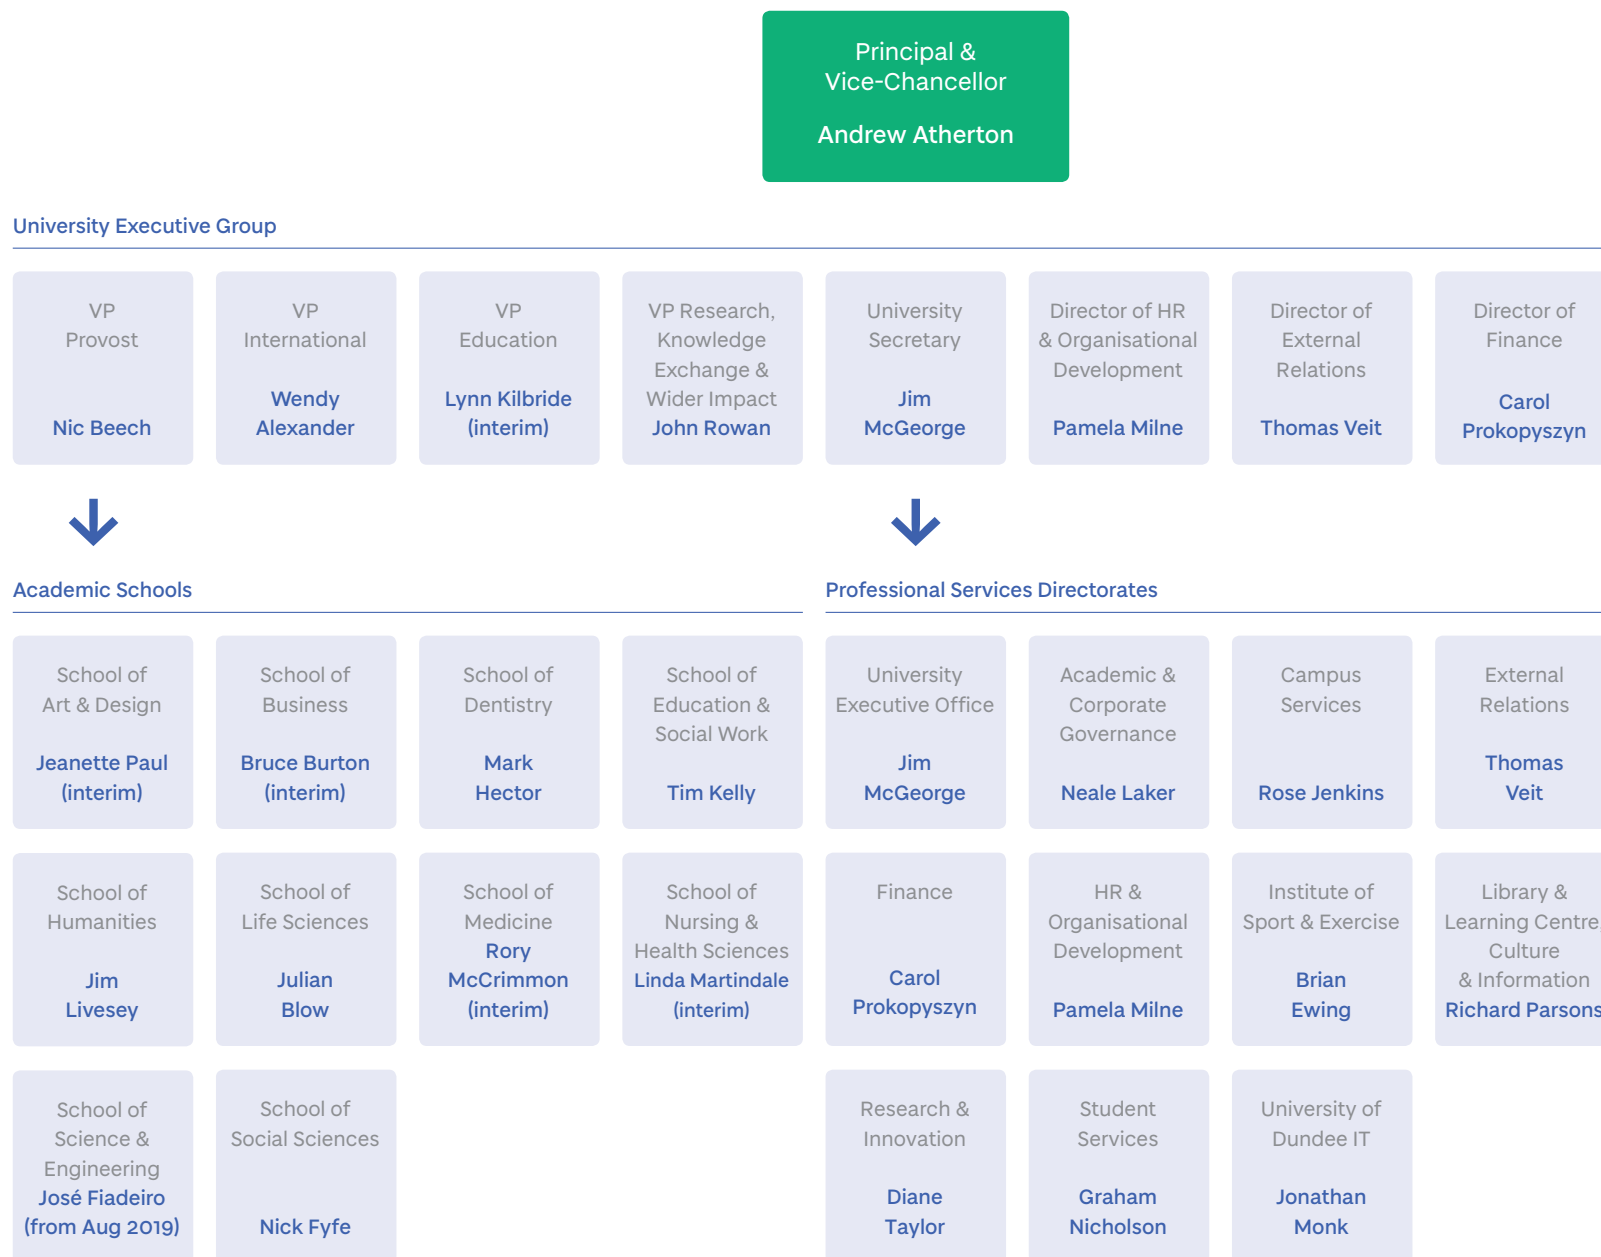 Principal &
Vice-Chancellor
Andrew Atherton
University Executive Group
VP
Provost
Nic Beech
VP
International
Wendy
Alexander
VP
Education
Lynn Kilbride
(interim)
VP Research,
Knowledge
Exchange &
Wider Impact
John Rowan
University
Secretary
Jim
McGeorge
Director of HR
& Organisational
Development
Pamela Milne
Director of
External
Relations
Thomas Veit
Director of
Finance
Carol
Prokopyszyn
Academic Schools
School of
Art & Design
Jeanette Paul
(interim)
School of
Business
Bruce Burton
(interim)
School of
Dentistry
Mark
Hector
School of
Education &
Social Work
Tim Kelly
School of
Humanities
Jim
Livesey
School of
Life Sciences
Julian
Blow
School of
Medicine
Rory
McCrimmon
(interim)
School of
Nursing &
Health Sciences
Linda Martindale
(interim)
School of
Science &
Engineering
José Fiadeiro
(from Aug 2019)
School of
Social Sciences
Nick Fyfe
Professional Services Directorates
University
Executive Office
Jim
McGeorge
Academic &
Corporate
Governance
Neale Laker
Campus
Services
Rose Jenkins
External
Relations
Thomas
Veit
Finance
Carol
Prokopyszyn
HR &
Organisational
Development
Pamela Milne
Institute of
Sport & Exercise
Brian
Ewing
Library &
Learning Centre,
Culture
& Information
Richard Parsons
Research &
Innovation
Diane
Taylor
Student
Services
Graham
Nicholson
University of
Dundee IT
Jonathan
Monk